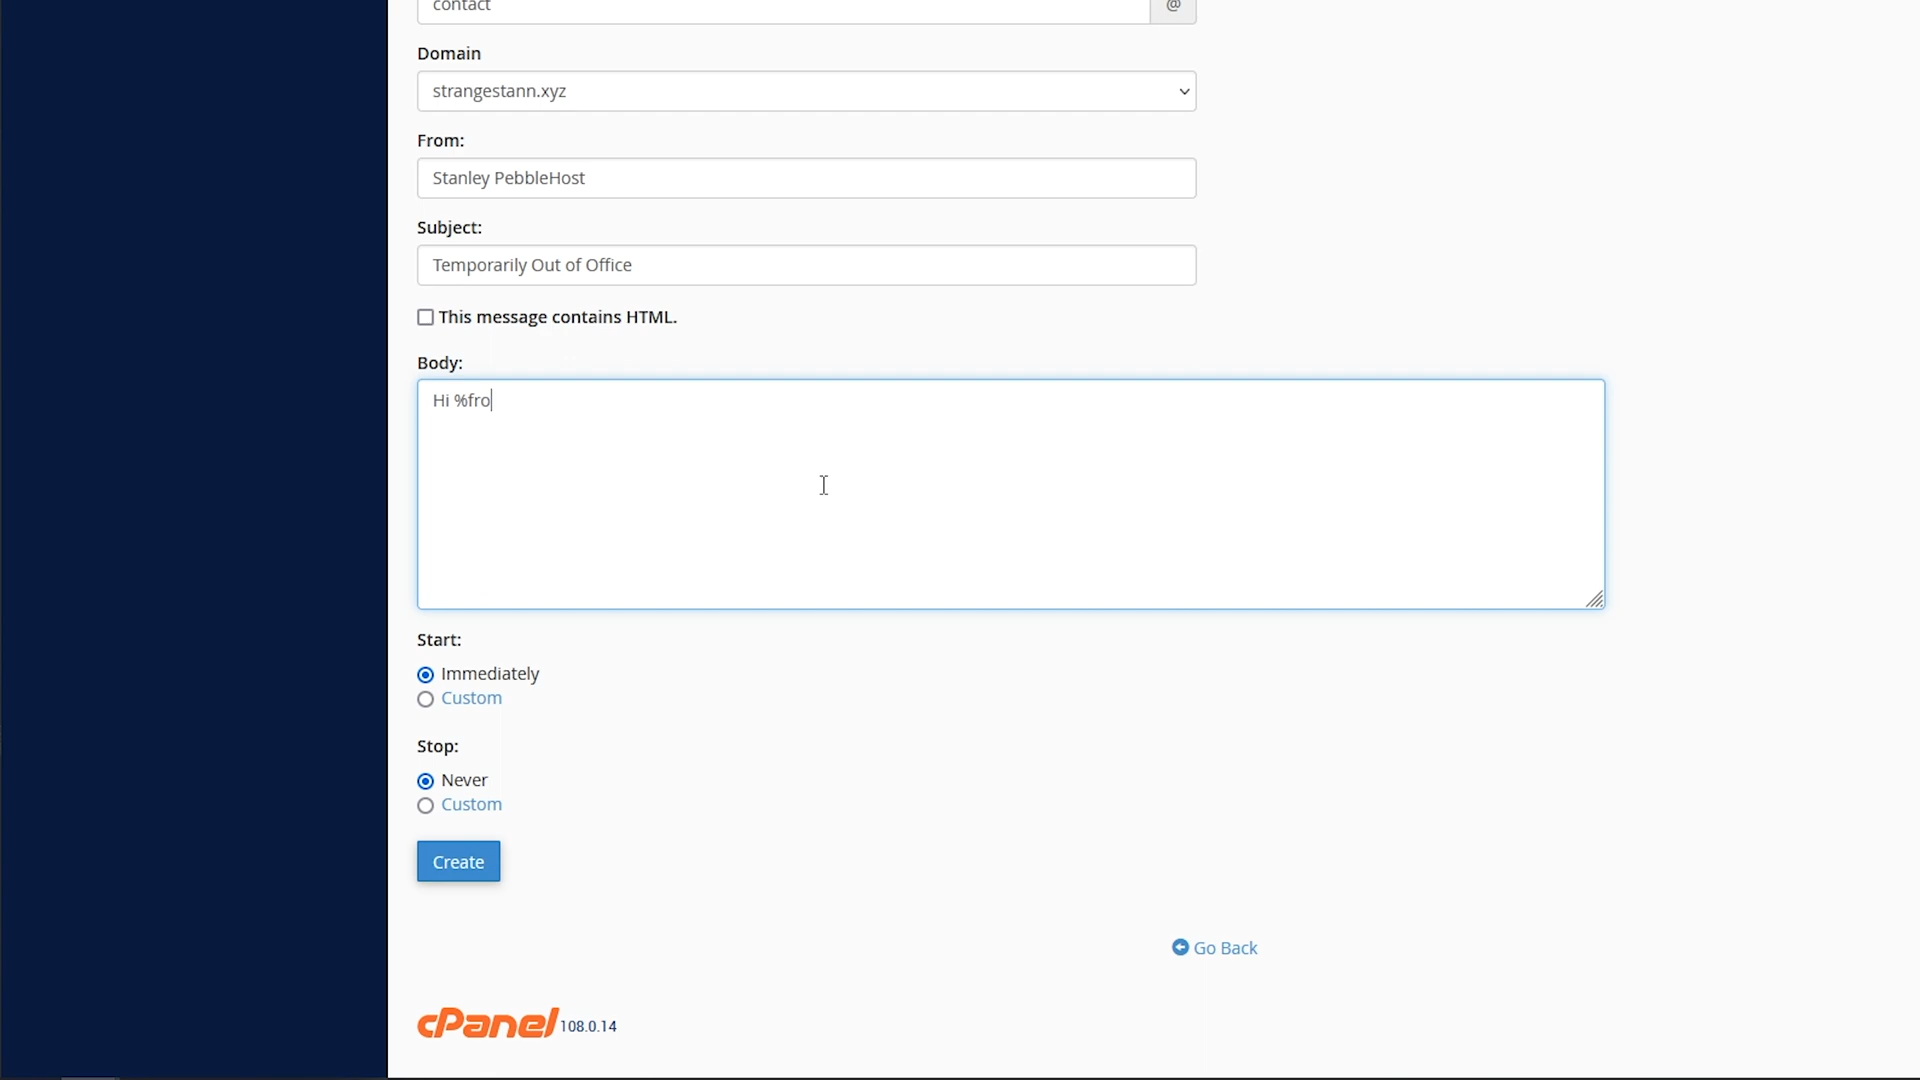 contact
@
Domain
strangestann.xyz
From:
Stanley PebbleHost
Subject:
Temporarily Out of Office
This message contains HTML.
Body:
Hi %fro
Start:
Immediately
Custom
Stop:
Never
Custom
Create
Go Back
cPanel 108.0.14